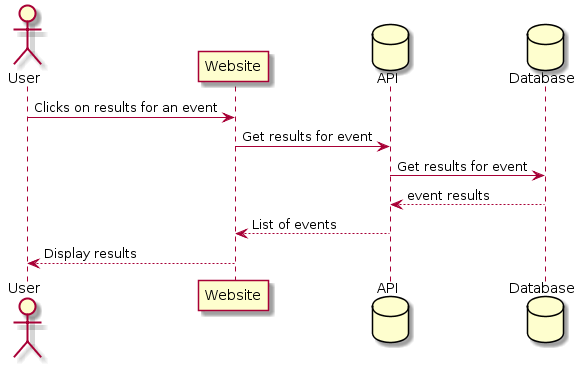 User
Website
API
Database
Clicks on results for an event
Get results for event
Get results for event
event results
List of events
Display results
User
Website
API
Database